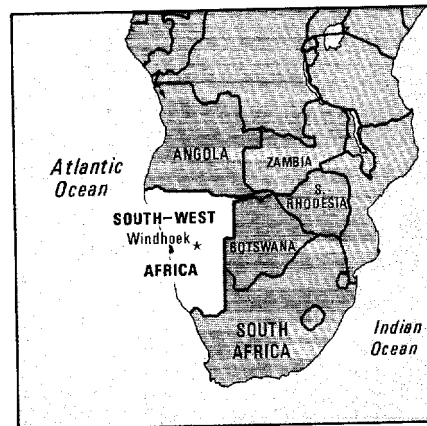 ANGOLA
ZAMBIA
Atlantic
Ocean
S.
RHODESIA
SOUTH-WEST
Windhoek
BOTSWANA
AFRICA
SOUTH
AFRICA
Indian
Ocean